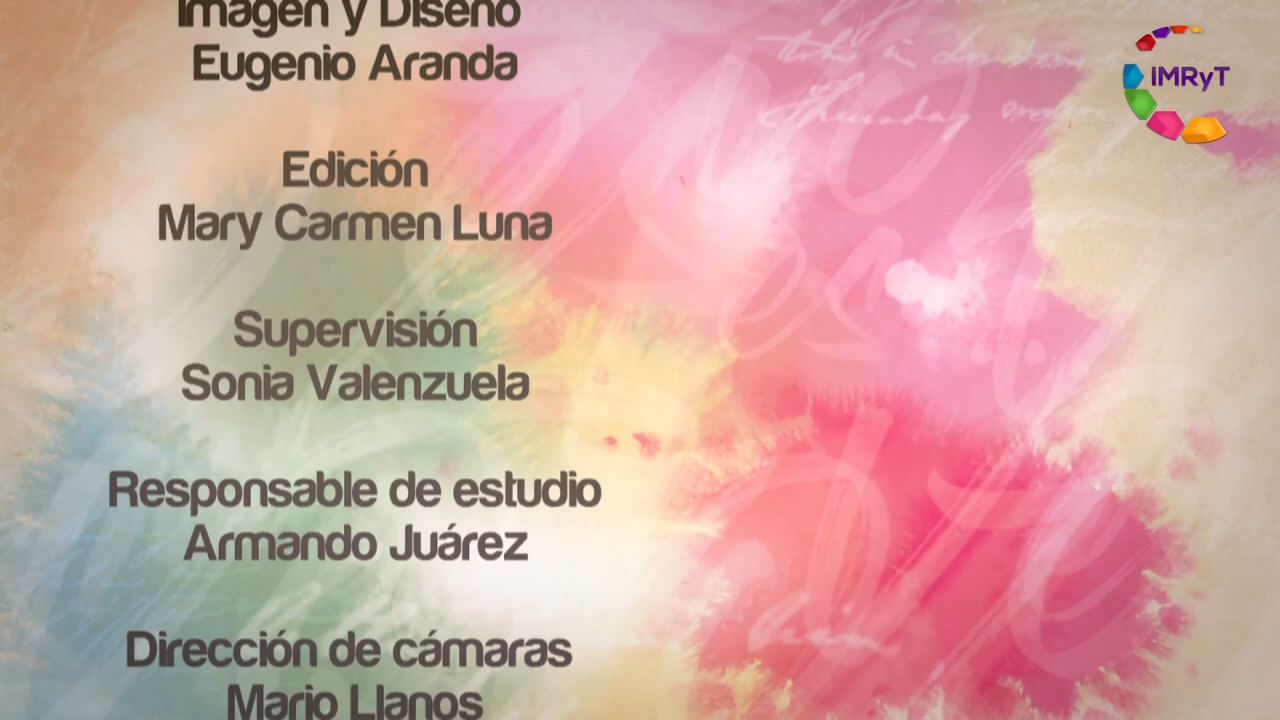 Imagen y Diseño
Eugenio Aranda
IMRyT
Edición
Mary Carmen Luna
Supervisión
Sonia Valenzuela
Responsable de estudio
Armando Juárez
Dirección de cámaras
Mario Llanos
Thursday